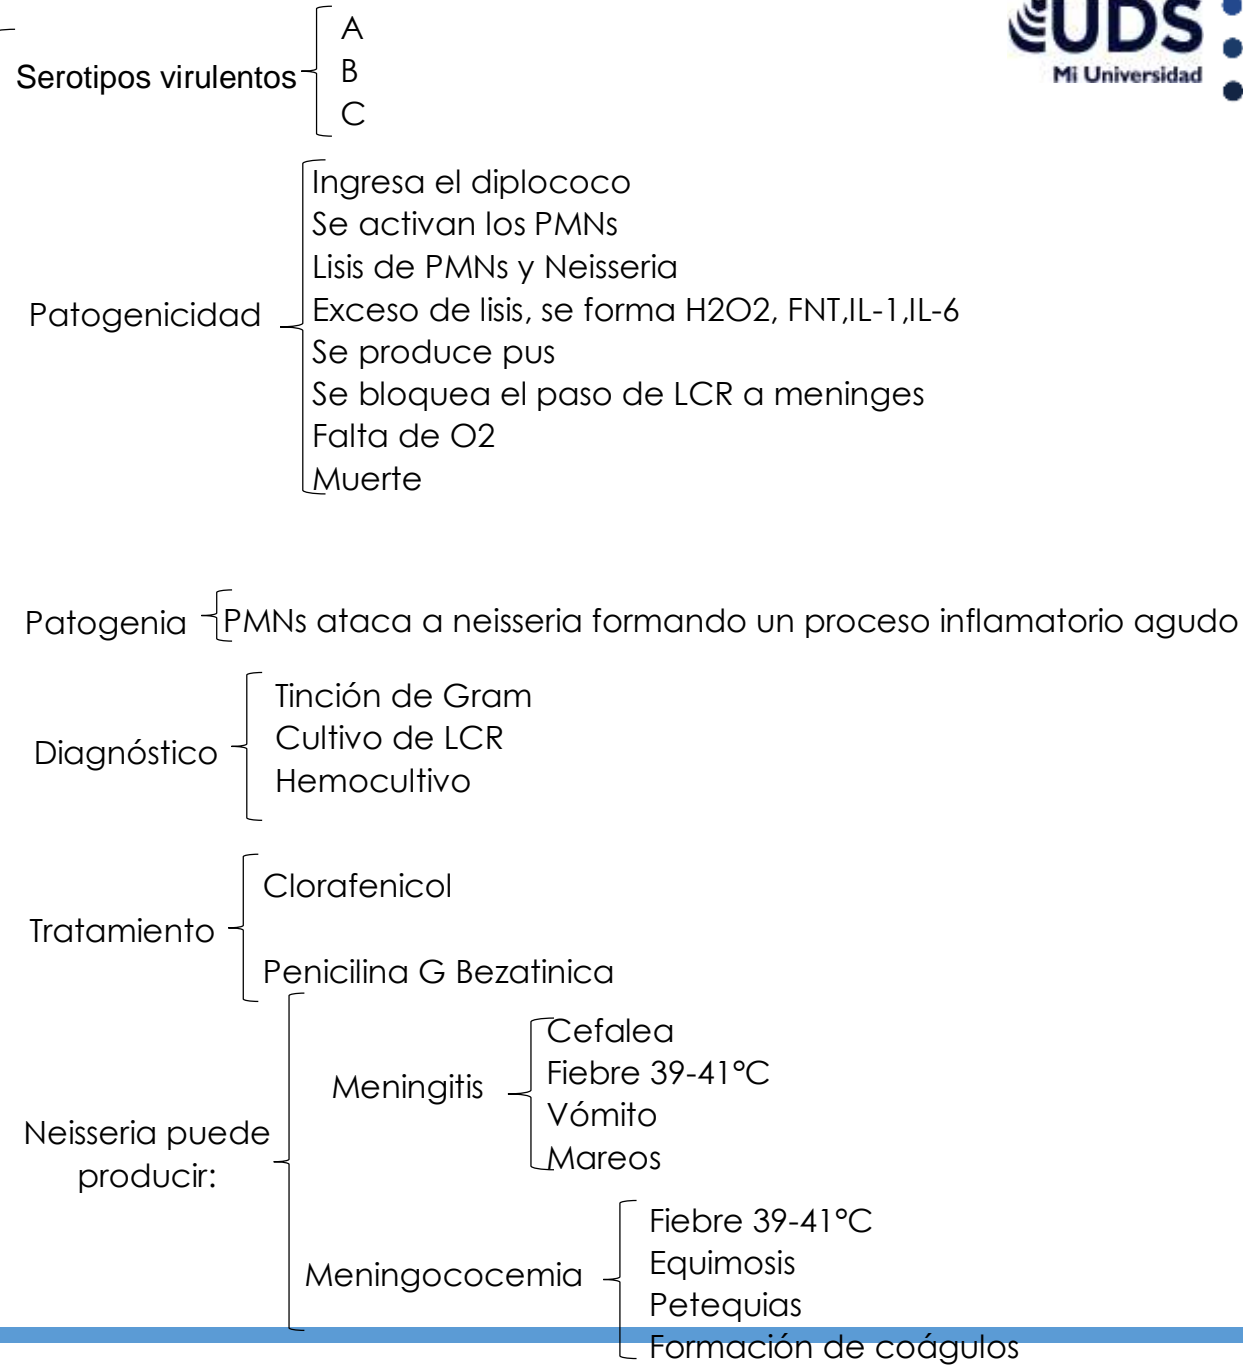 UDS
Mi Universidad
Serotipos virulentos
A
B
C
Patogenicidad
Ingresa el diplococo
Se activan los PMNs
Lisis de PMNs y Neisseria
Exceso de lisis, se forma H2O2, FNT,IL-1,IL-6
Se produce pus
Se bloquea el paso de LCR a meninges
Falta de O2
Muerte
Patogenia
PMNs ataca a neisseria formando un proceso inflamatorio agudo
Diagnóstico
Tinción de Gram
Cultivo de LCR
Hemocultivo
Tratamiento
Clorafenicol
Penicilina G Bezatinica
Neisseria puede
producir:
Meningitis
Cefalea
Fiebre 39-41°C
Vómito
Mareos
Meningococemia
Fiebre 39-41°C
Equimosis
Petequias
Formación de coágulos